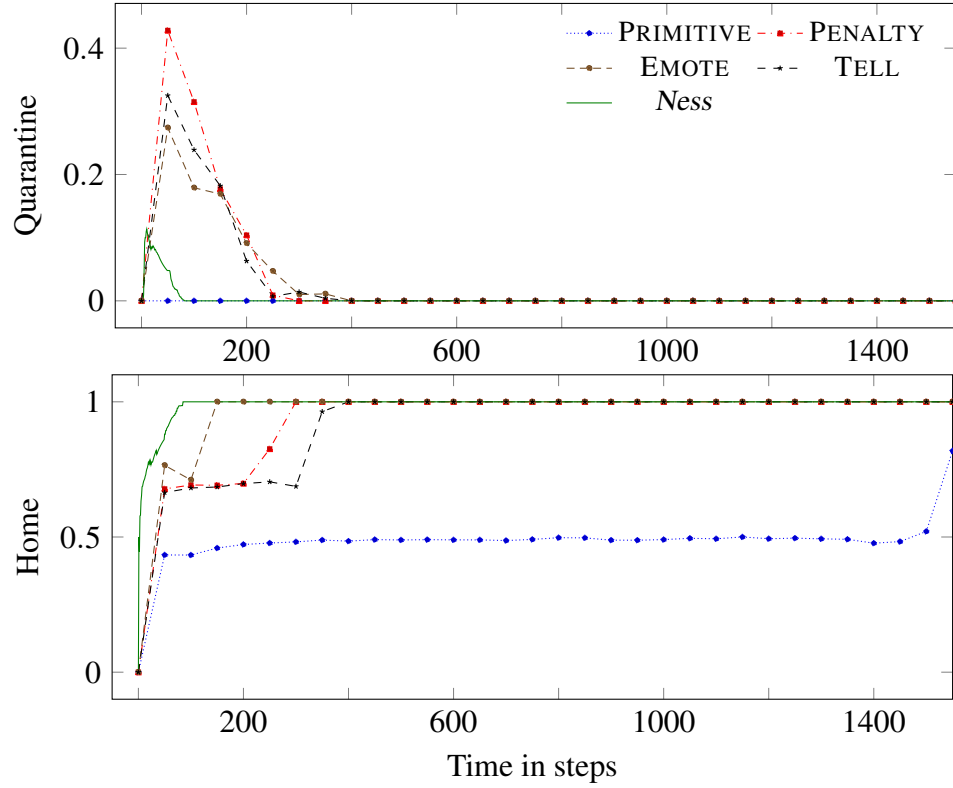 0.4
0.2
0
Quarantine
PRIMITIVE PENALTY
EMOTE TELL
Ness
200 600 1000 1400
1
0.5
0
Home
200 600 1000 1400
Time in steps